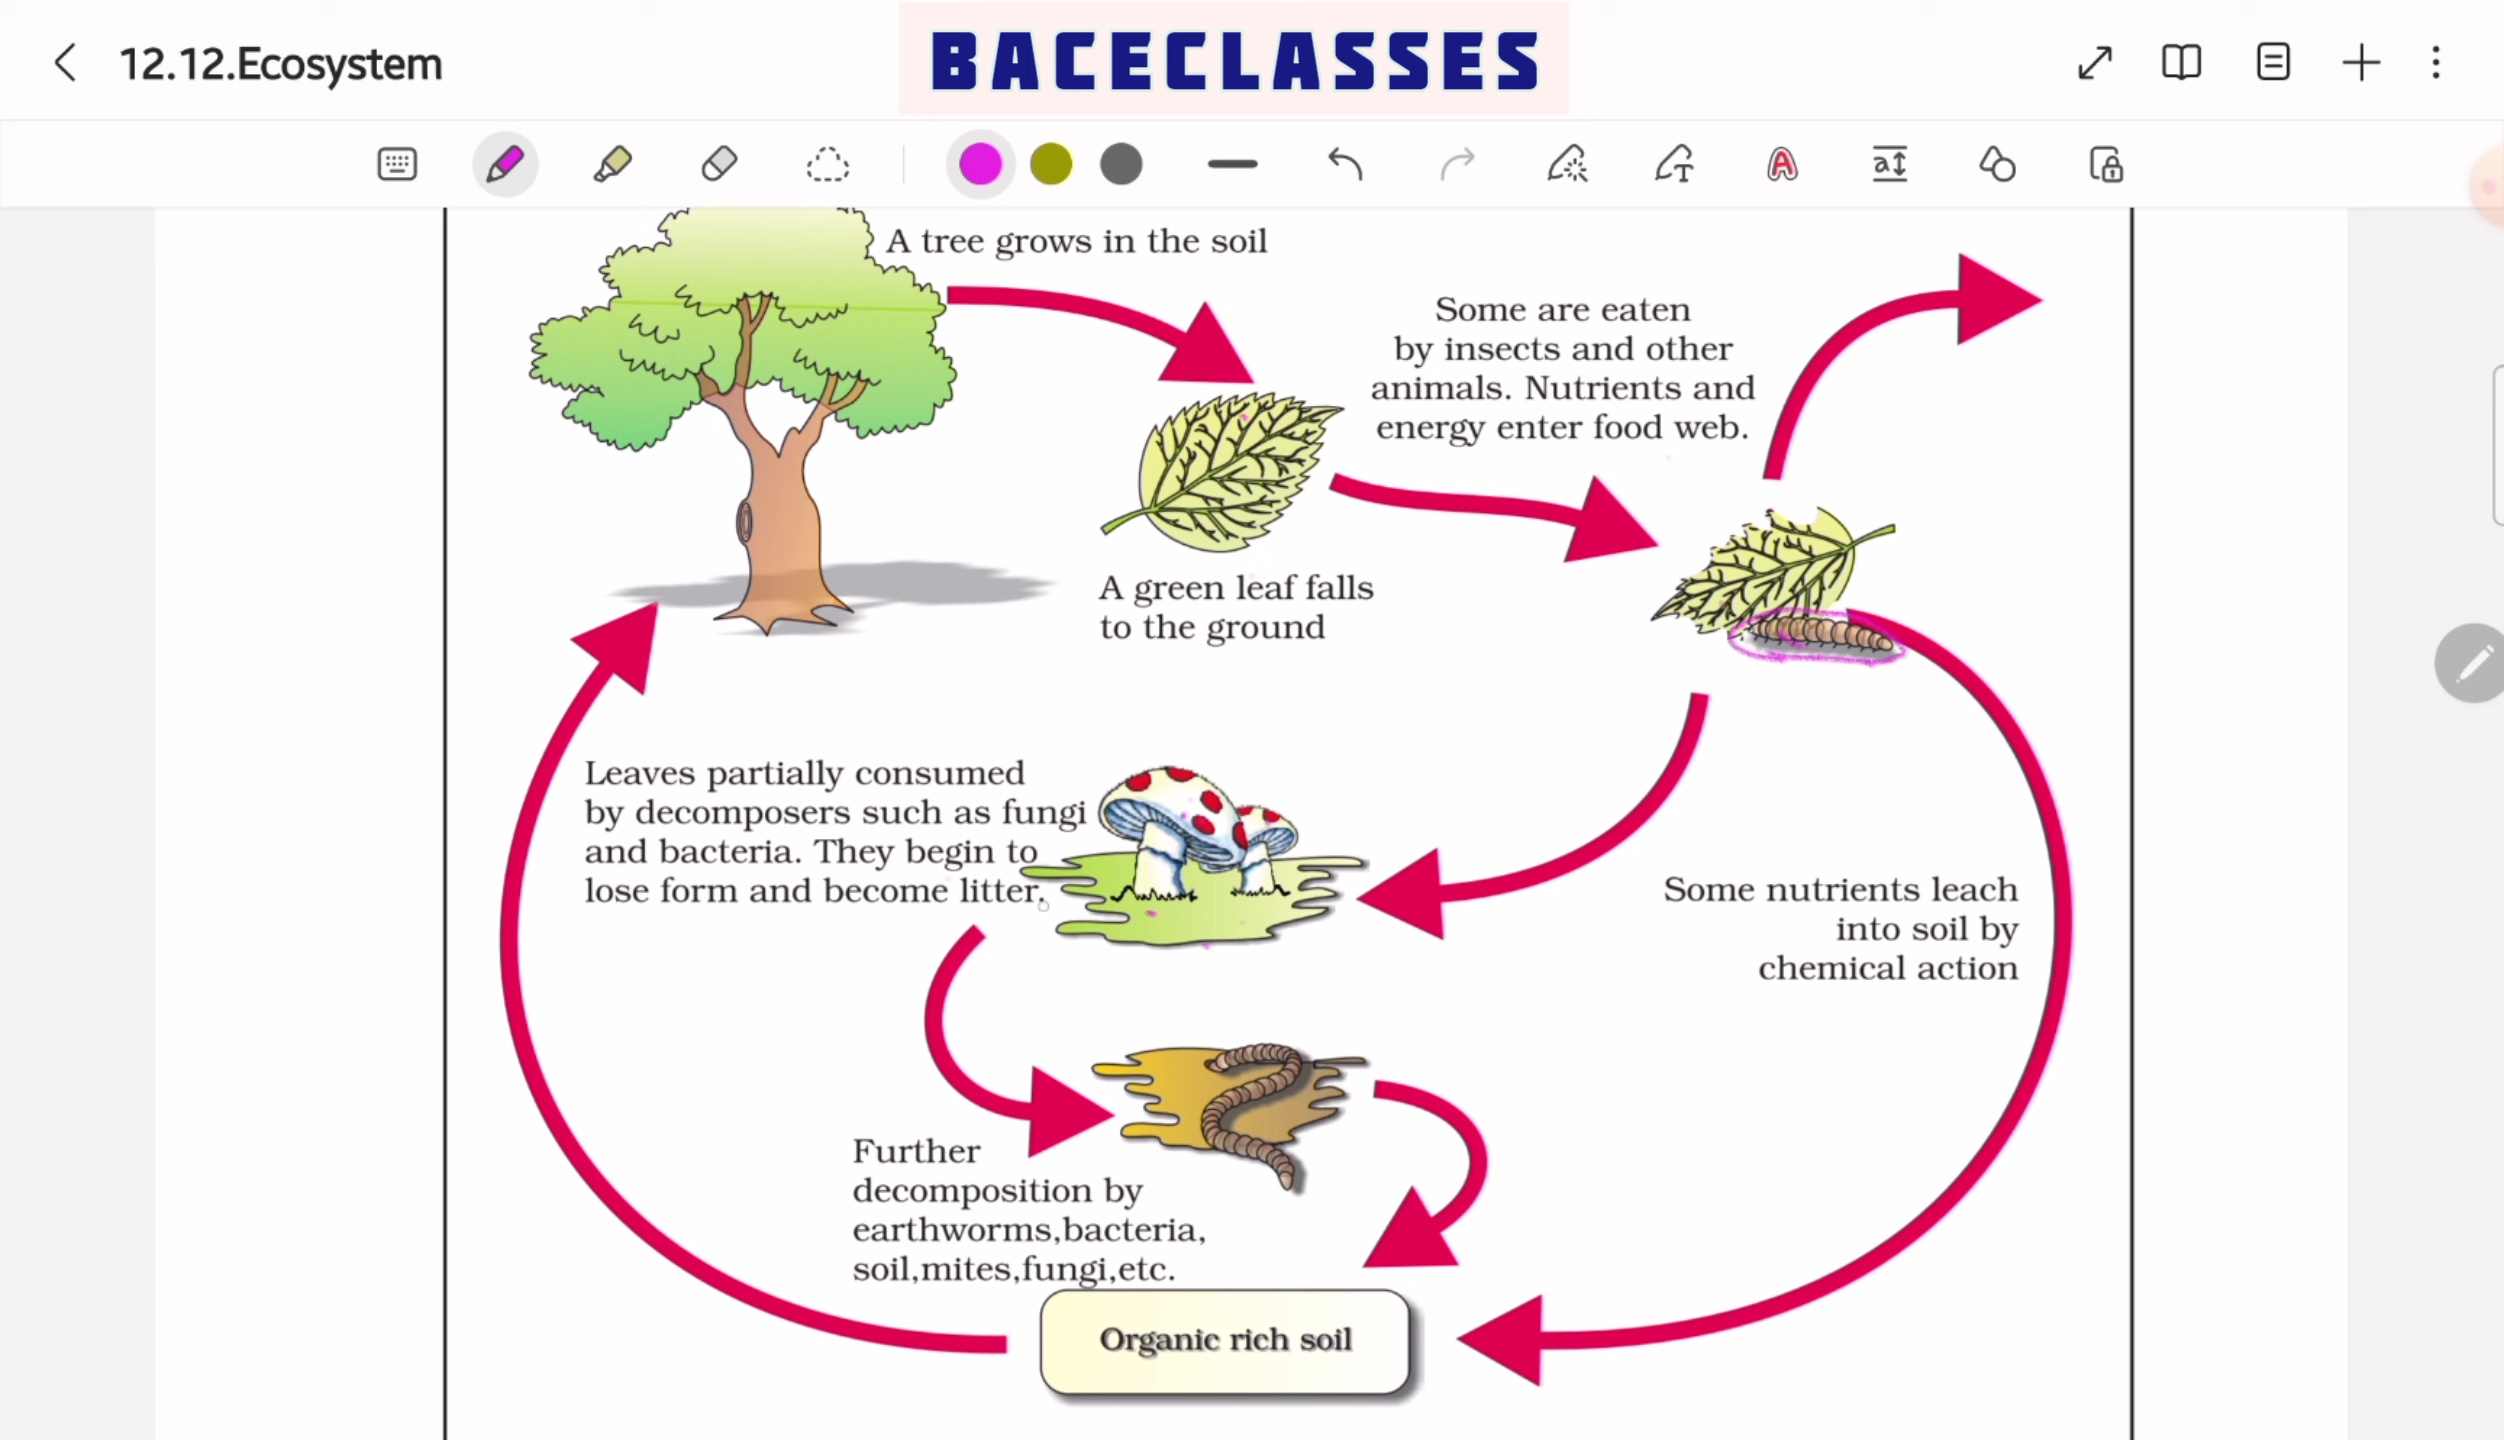 12.12.Ecosystem
BACECLASSES
A tree grows in the soil
Some are eaten
by insects and other
animals. Nutrients and
energy enter food web.
A green leaf falls
to the ground
Leaves partially consumed
by decomposers such as fungi
and bacteria. They begin to
lose form and become litter.
Some nutrients leach
into soil by
chemical action
Further
decomposition by
earthworms,bacteria,
soil,mites,fungi,etc.
Organic rich soil